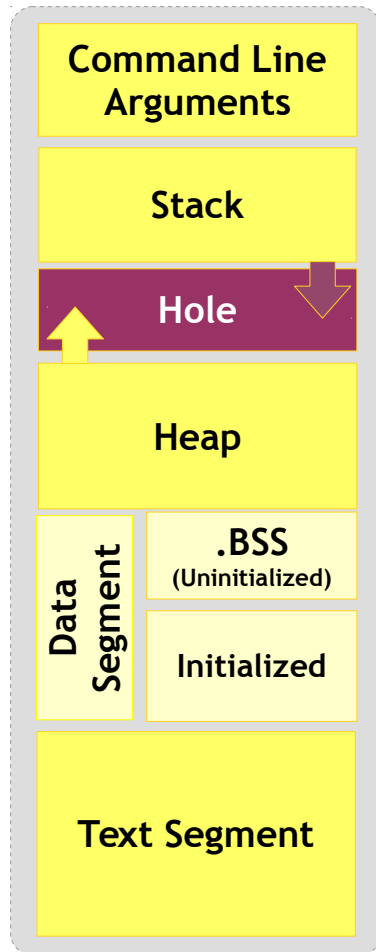 Command Line
Arguments
Stack
Hole
Heap
Data
Segment
.BSS
(Uninitialized)
Initialized
Text Segment